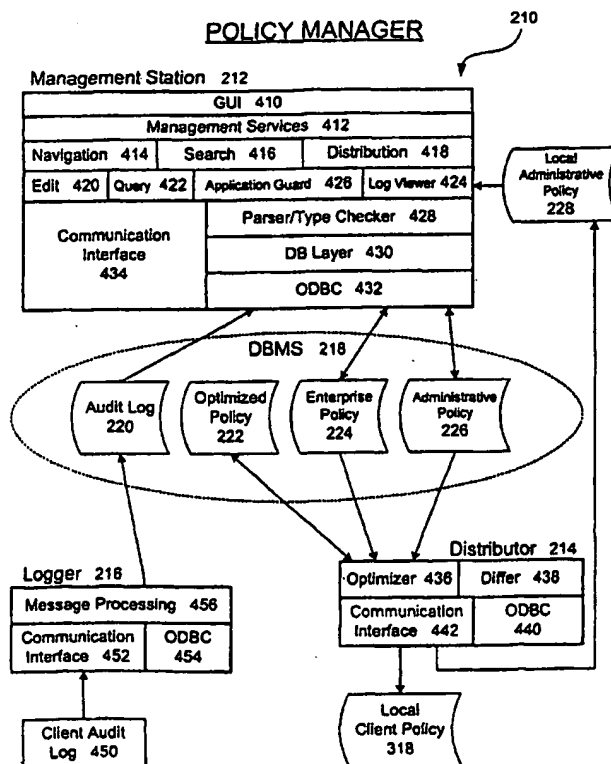 POLICY MANAGER
210
Management Station 212
GUI 410
Management Services 412
Navigation 414
Search 416
Distribution 418
Edit 420
Query 422
Application Guard 426
Log Viewer 424
Local
Administrative
Policy
228
Communication
Interface
434
Parser/Type Checker 428
DB Layer 430
ODBC 432
DBMS 218
Audit Log
220
Optimized
Policy
222
Enterprise
Policy
224
Administrative
Policy
226
Logger 216
Message Processing 456
Communication
Interface 452
ODBC
454
Client Audit
Log 450
Distributor 214
Optimizer 436
Differ 438
Communication
Interface 442
ODBC
440
Local
Client Policy
318